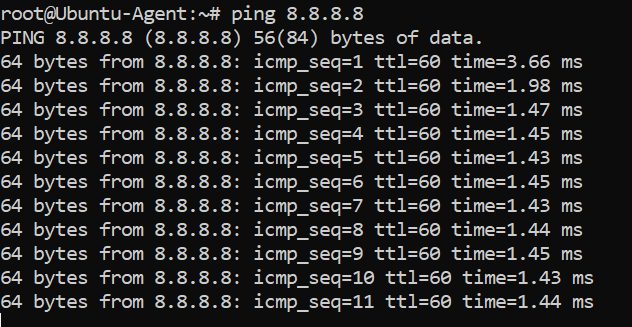 root@Ubuntu-Agent:~# ping 8.8.8.8
PING 8.8.8.8 (8.8.8.8) 56(84) bytes of data.
64 bytes from 8.8.8.8: icmp_seq=1 ttl=60 time=3.66 ms
64 bytes from 8.8.8.8: icmp_seq=2 ttl=60 time=1.98 ms
64 bytes from 8.8.8.8: icmp_seq=3 ttl=60 time=1.47 ms
64 bytes from 8.8.8.8: icmp_seq=4 ttl=60 time=1.45 ms
64 bytes from 8.8.8.8: icmp_seq=5 ttl=60 time=1.43 ms
64 bytes from 8.8.8.8: icmp_seq=6 ttl=60 time=1.45 ms
64 bytes from 8.8.8.8: icmp_seq=7 ttl=60 time=1.43 ms
64 bytes from 8.8.8.8: icmp_seq=8 ttl=60 time=1.44 ms
64 bytes from 8.8.8.8: icmp_seq=9 ttl=60 time=1.45 ms
64 bytes from 8.8.8.8: icmp_seq=10 ttl=60 time=1.43 ms
64 bytes from 8.8.8.8: icmp_seq=11 ttl=60 time=1.44 ms